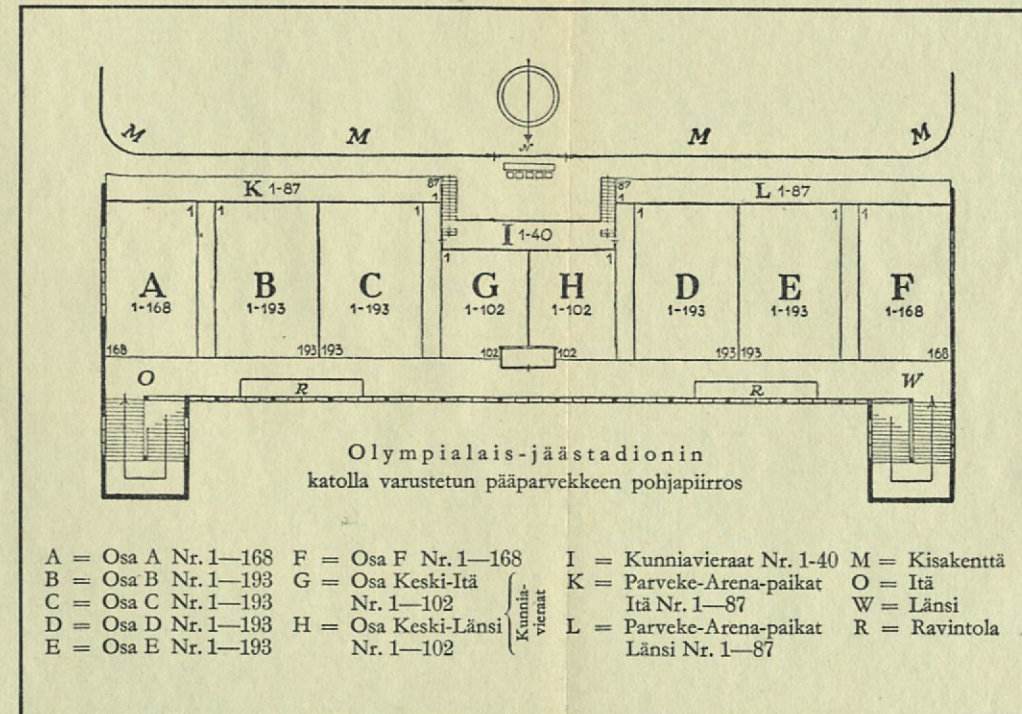 M M M M
N
K 1-87 87 87 L 1-87
1 1
I 1-40
1 1 1 1 1 1
A B C G H D E F
1-168 1-193 1-193 1-102 1-102 1-193 1-193 1-168
168 193 193 102 102 193 193 168
O R R W
Olympialais-jäästadionin
katolla varustetun pääparvekkeen pohjapiirros
A = Osa A Nr. 1—168
B = Osa B Nr. 1—193
C = Osa C Nr. 1—193
D = Osa D Nr. 1—193
E = Osa E Nr. 1—193
F = Osa F Nr. 1—168
G = Osa Keski-Itä
Nr. 1—102
H = Osa Keski-Länsi
Nr. 1—102
Kunnia-
vieraat
I = Kunniavieraat Nr. 1-40
K = Parveke-Arena-paikat
Itä Nr. 1—87
L = Parveke-Arena-paikat
Länsi Nr. 1—87
M = Kisakenttä
O = Itä
W = Länsi
R = Ravintola